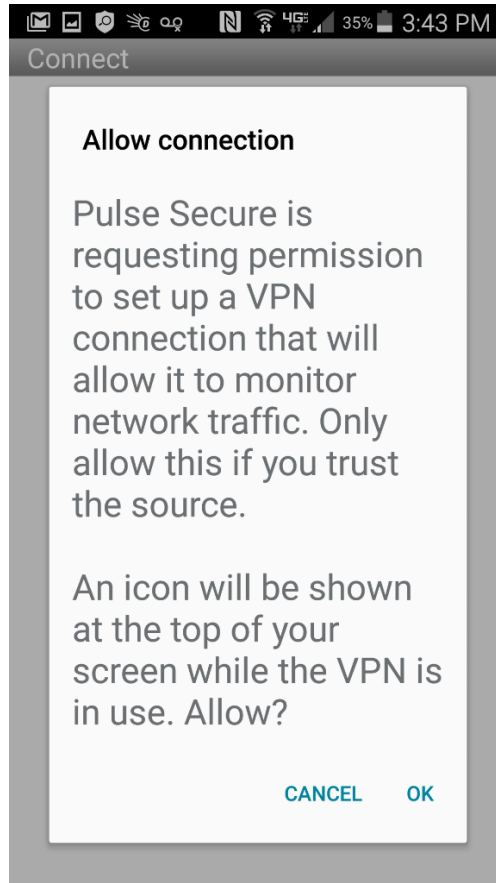 4G 35% 3:43 PM
Connect
Allow connection
Pulse Secure is
requesting permission
to set up a VPN
connection that will
allow it to monitor
network traffic. Only
allow this if you trust
the source.
An icon will be shown
at the top of your
screen while the VPN is
in use. Allow?
CANCEL OK